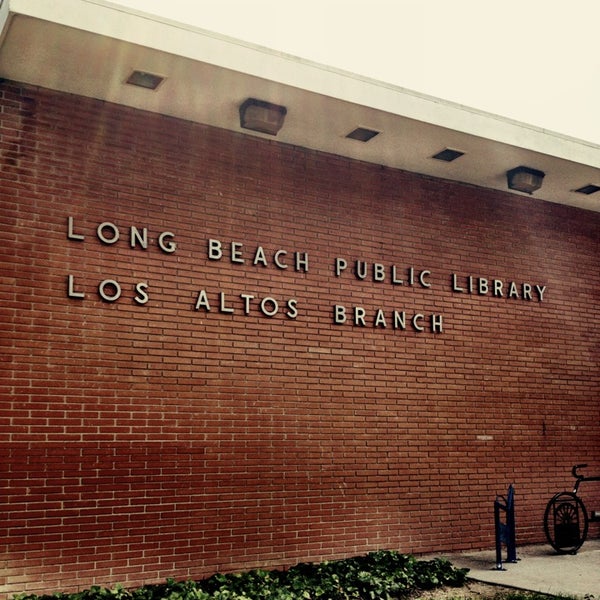 LONG BEACH PUBLIC LIBRARY
LOS ALTOS BRANCH